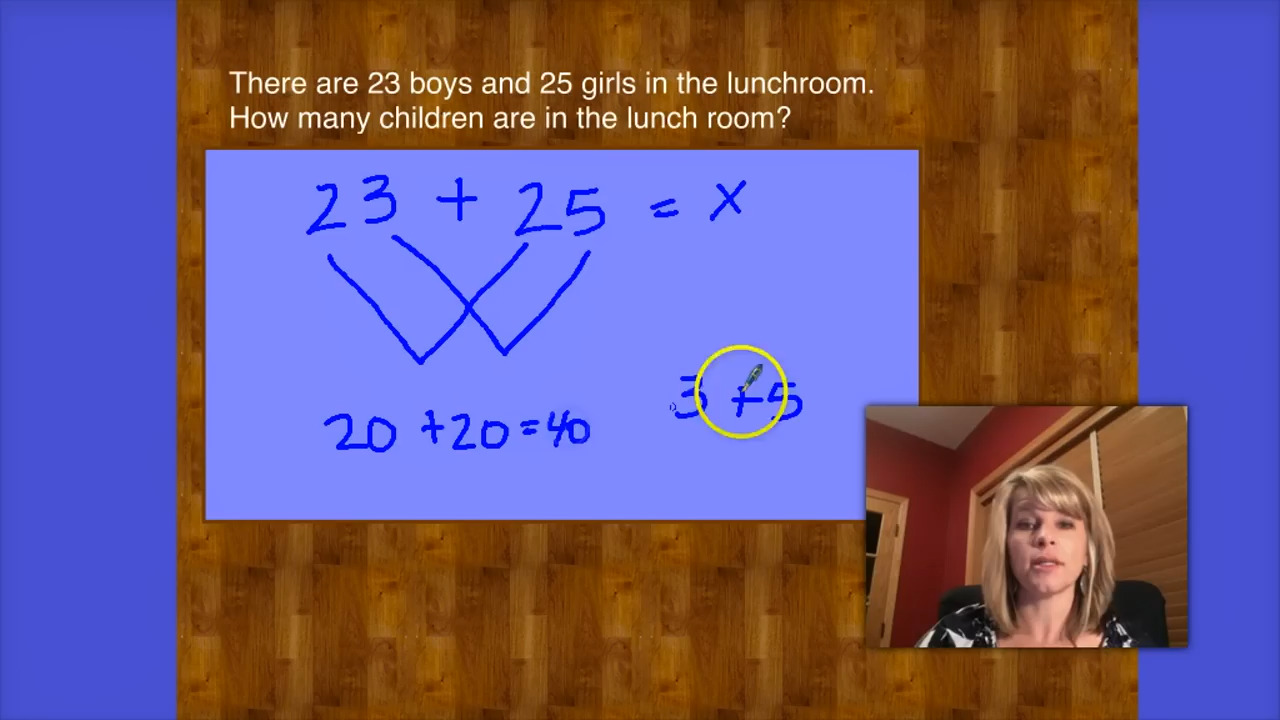 There are 23 boys and 25 girls in the lunchroom.
How many children are in the lunch room?
23 + 25 = x
20 + 20 = 40
3 + 5